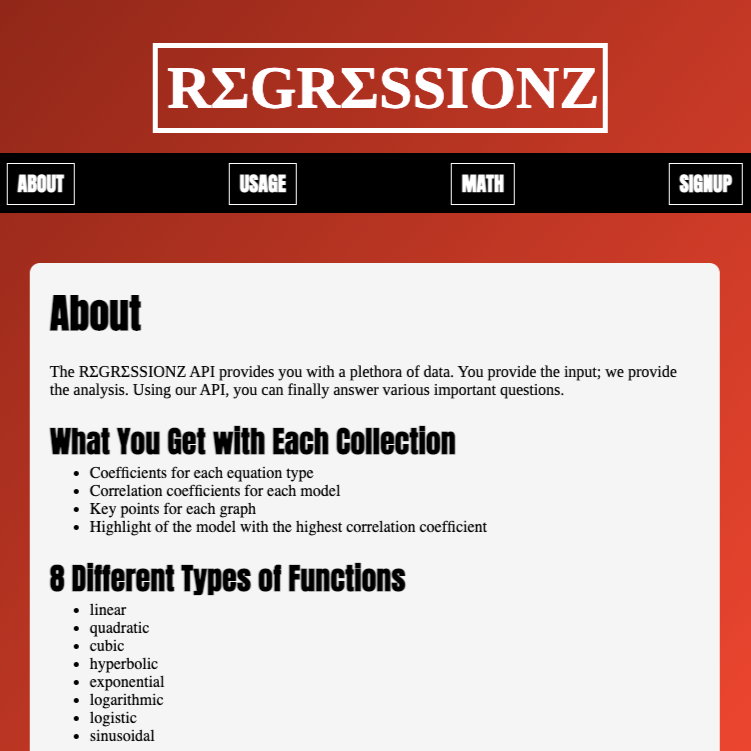 RΣGRΣSSIONZ
ABOUT USAGE MATH SIGNUP
About
The RΣGRΣSSIONZ API provides you with a plethora of data. You provide the input; we provide
the analysis. Using our API, you can finally answer various important questions.
What You Get with Each Collection
• Coefficients for each equation type
• Correlation coefficients for each model
• Key points for each graph
• Highlight of the model with the highest correlation coefficient
8 Different Types of Functions
• linear
• quadratic
• cubic
• hyperbolic
• exponential
• logarithmic
• logistic
• sinusoidal